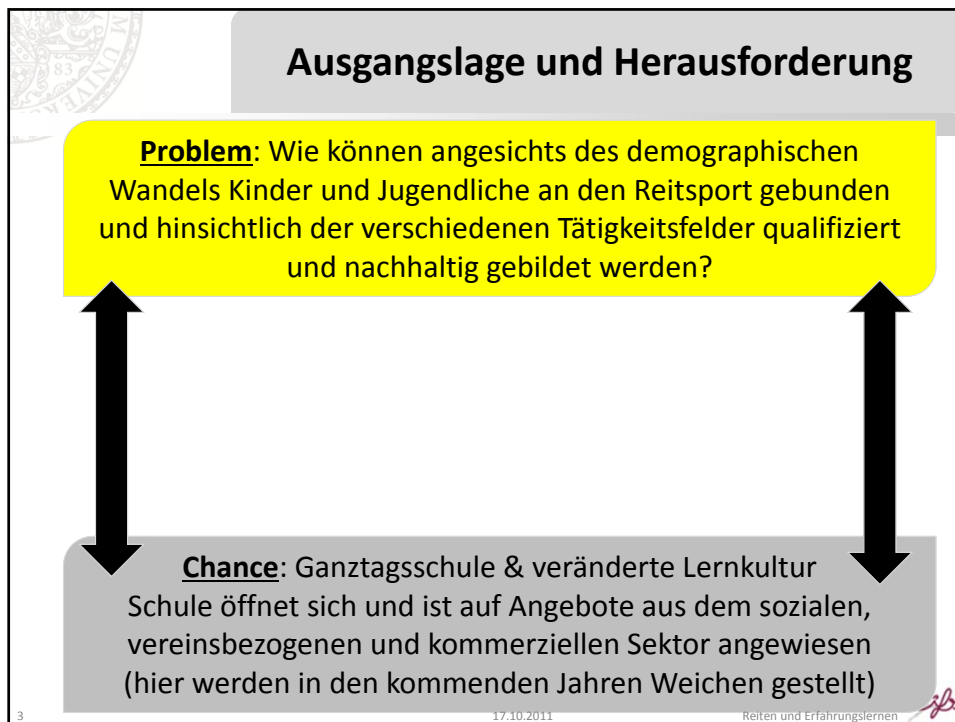 Ausgangslage und Herausforderung
Problem: Wie können angesichts des demographischen
Wandels Kinder und Jugendliche an den Reitsport gebunden
und hinsichtlich der verschiedenen Tätigkeitsfelder qualifiziert
und nachhaltig gebildet werden?
Chance: Ganztagsschule & veränderte Lernkultur
Schule öffnet sich und ist auf Angebote aus dem sozialen,
vereinsbezogenen und kommerziellen Sektor angewiesen
(hier werden in den kommenden Jahren Weichen gestellt)
3 17.10.2011 Reiten und Erfahrungslernen